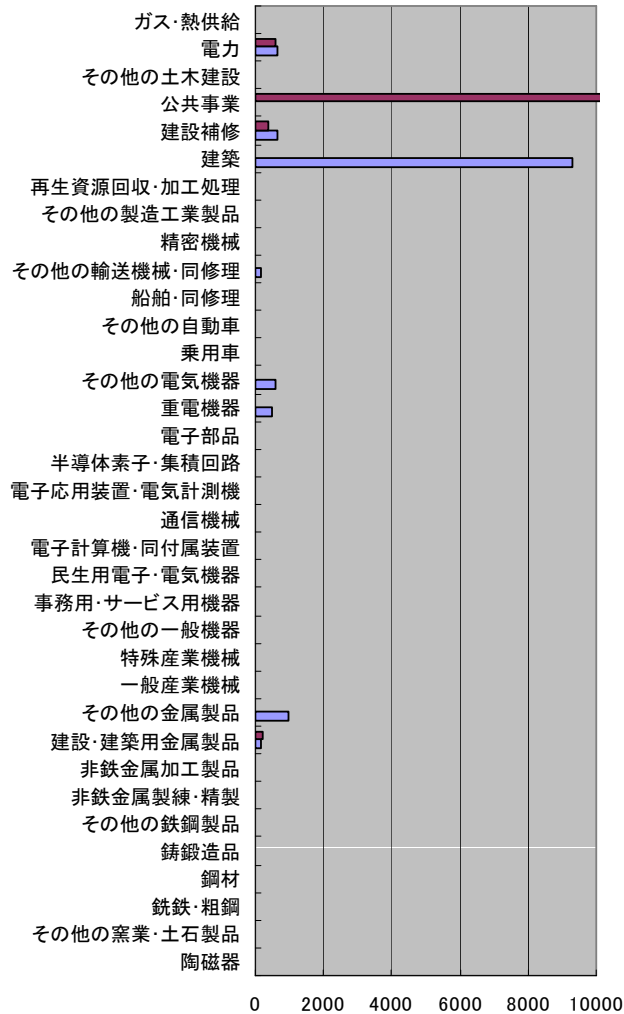 ガス･熱供給
電力
その他の土木建設
公共事業
建設補修
建築
再生資源回収･加工処理
その他の製造工業製品
精密機械
その他の輸送機械･同修理
船舶･同修理
その他の自動車
乗用車
その他の電気機器
重電機器
電子部品
半導体素子･集積回路
電子応用装置･電気計測機
通信機械
電子計算機･同付属装置
民生用電子･電気機器
事務用･サービス用機器
その他の一般機器
特殊産業機械
一般産業機械
その他の金属製品
建設･建築用金属製品
非鉄金属加工製品
非鉄金属製練･精製
その他の鉄鋼製品
鋳鍛造品
鋼材
銑鉄･粗鋼
その他の窯業･土石製品
陶磁器
0 2000 4000 6000 8000 10000